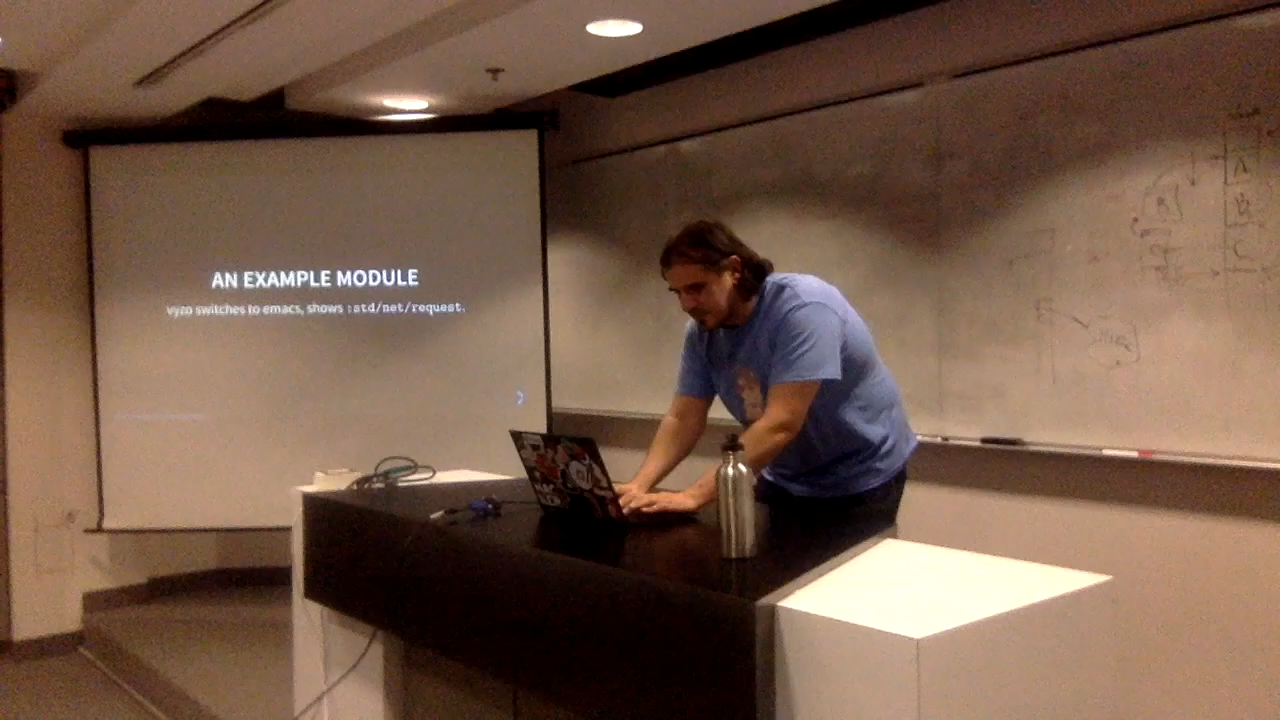 AN EXAMPLE MODULE
vyzo switches to emacs, shows :std/net/request.
A
B
C